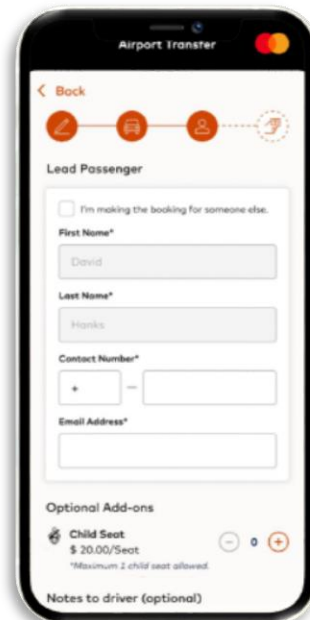 Airport Transfer
Back
Lead Passenger
I'm making the booking for someone else.
First Name*
David
Last Name*
Hanks
Contact Number*
+ —
Email Address*
Optional Add-ons
Child Seat
0
$ 20.00/Seat
*Maximum 1 child seat allowed.
Notes to driver (optional)